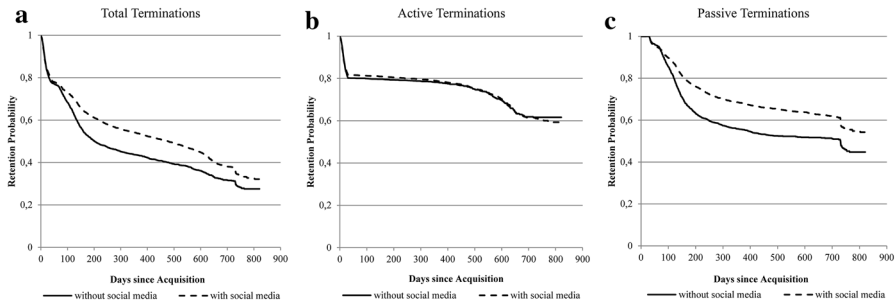 a Total Terminations
Retention Probability
1
0,8
0,6
0,4
0,2
0
0 100 200 300 400 500 600 700 800 900
Days since Acquisition
without social media with social media
b Active Terminations
Retention Probability
1
0,8
0,6
0,4
0,2
0
0 100 200 300 400 500 600 700 800 900
Days since Acquisition
without social media with social media
c Passive Terminations
Retention Probability
1
0,8
0,6
0,4
0,2
0
0 100 200 300 400 500 600 700 800 900
Days since Acquisition
without social media with social media